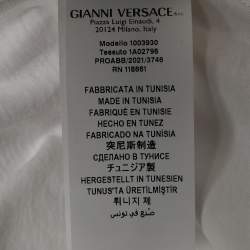 GIANNI VERSACE S.r.l.
Piazza Luigi Einaudi, 4
20124 Milano, Italy
Modello 1003930
Tessuto 1A02796
PROABB/2021/3746
RN 118861
FABBRICATA IN TUNISIA
MADE IN TUNISIA
FABRIQUÉ EN TUNISIE
HECHO EN TUNEZ
FABRICADO NA TUNÍSIA
突尼斯制造
СДЕЛАНО В ТУНИСЕ
チュニジア製
HERGESTELLT IN TUNESIEN
TUNUS'TA ÜRETİLMİŞTİR
튀니지 제
صنع في تونس